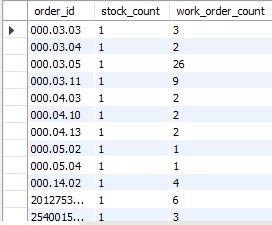 order_id stock_count work_order_count
000.03.03 1 3
000.03.04 1 2
000.03.05 1 26
000.03.11 1 9
000.04.03 1 2
000.04.10 1 2
000.04.13 1 2
000.05.02 1 1
000.05.04 1 1
000.14.02 1 4
2012753... 1 6
2540015... 1 3